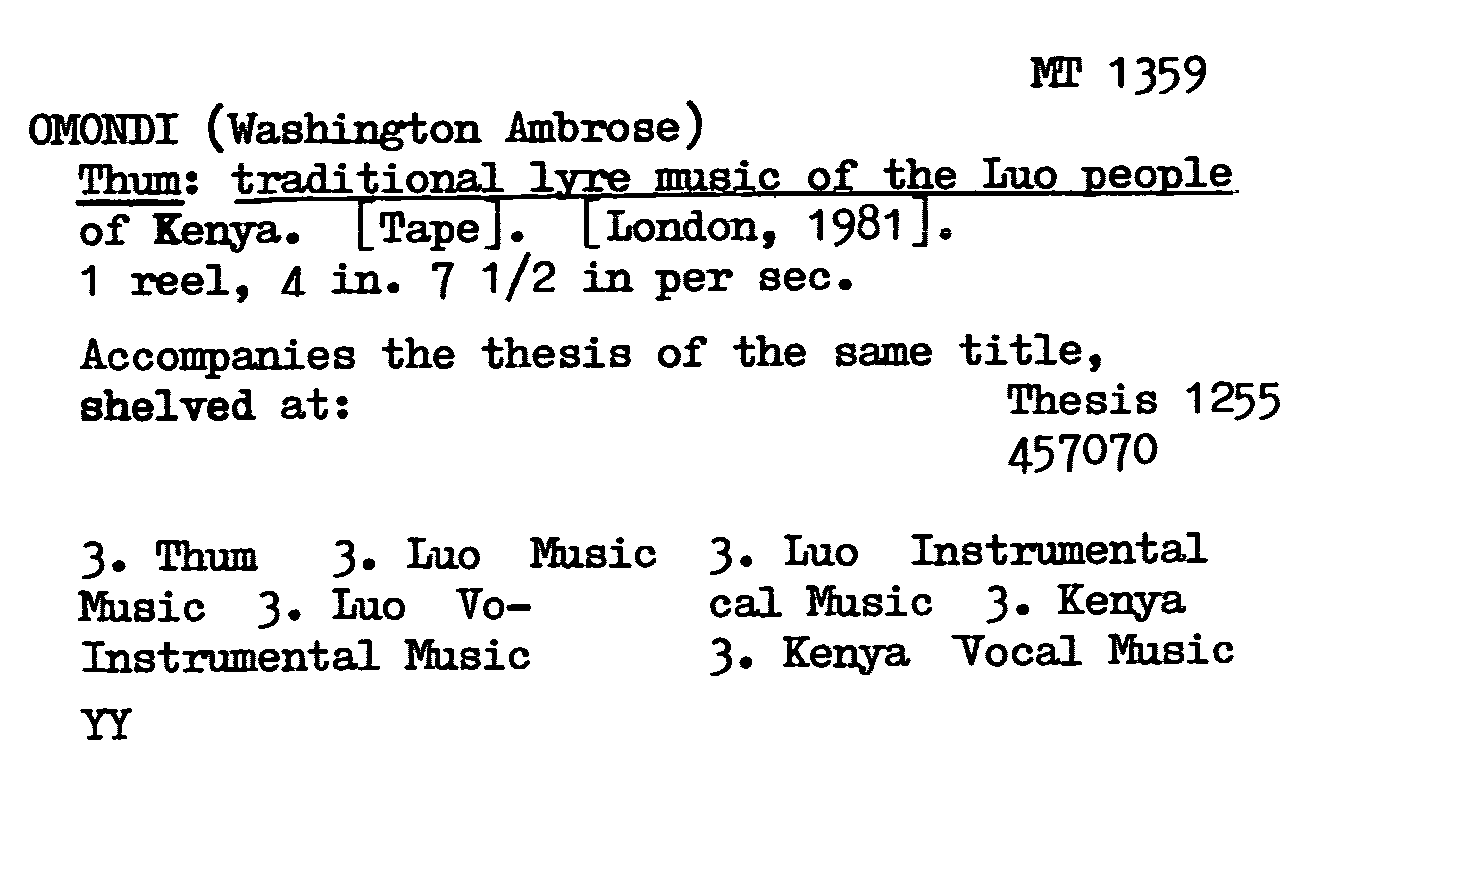 MT 1359
OMONDI (Washington Ambrose)
Thum: traditional lyre music of the Luo people
of Kenya. [Tape]. [London, 1981].
1 reel, 4 in. 7 1/2 in per sec.
Accompanies the thesis of the same title,
shelved at: Thesis 1255
457070
3. Thum 3. Luo Music 3. Luo Instrumental
Music 3. Luo Vo- cal Music 3. Kenya
Instrumental Music 3. Kenya Vocal Music
YY